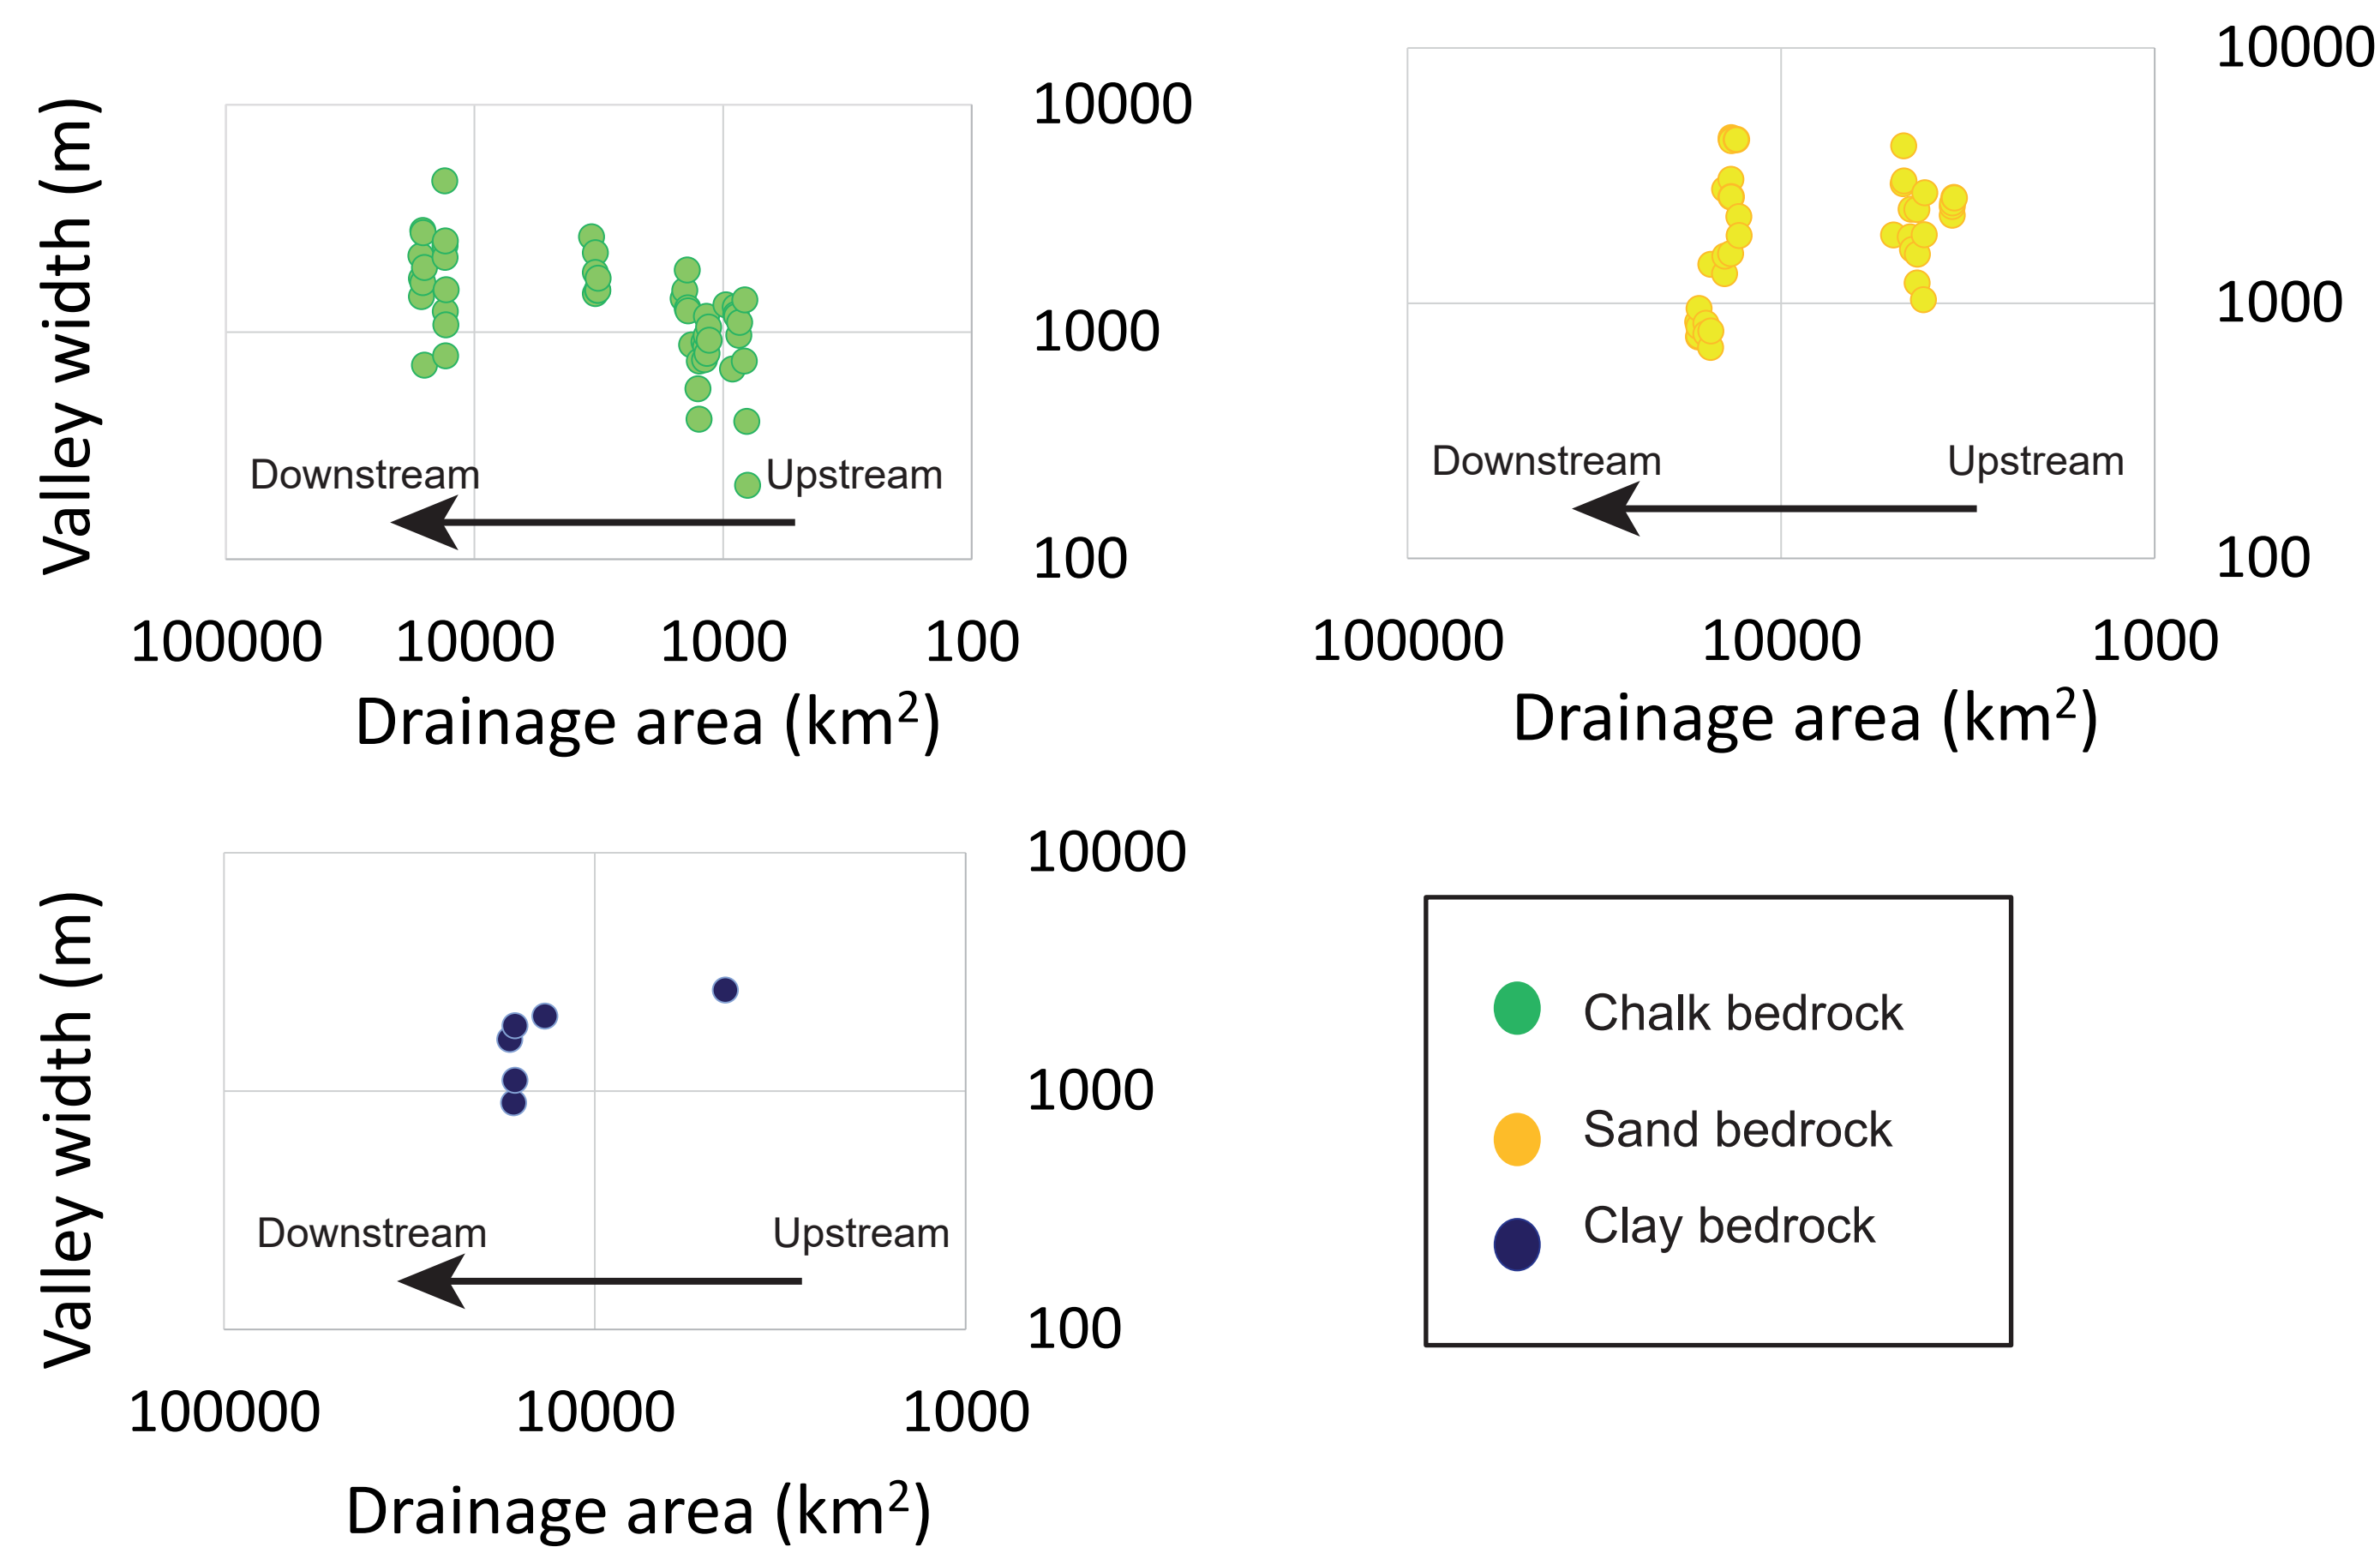 Valley width (m)
10000
1000
100
Downstream
Upstream
100000 10000 1000 100
Drainage area (km²)
10000
1000
100
Downstream
Upstream
100000 10000 1000
Drainage area (km²)
Valley width (m)
10000
1000
100
Downstream
Upstream
100000 10000 1000
Drainage area (km²)
Chalk bedrock
Sand bedrock
Clay bedrock